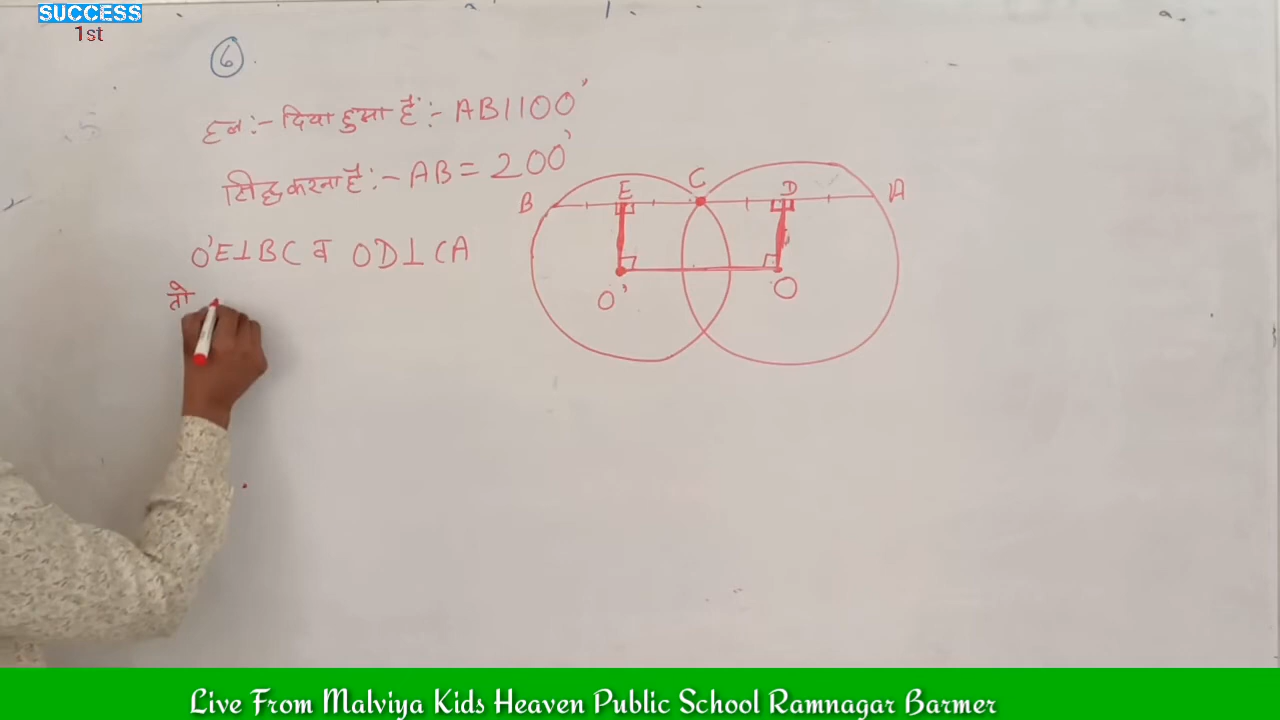 SUCCESS
1st
6
हल :- दिया हुआ है :- AB||OO'
सिद्ध करना है :- AB = 2OO'
O'E⊥BC व OD⊥CA
तो
B E C D A
O' O
Live From Malviya Kids Heaven Public School Ramnagar Barmer